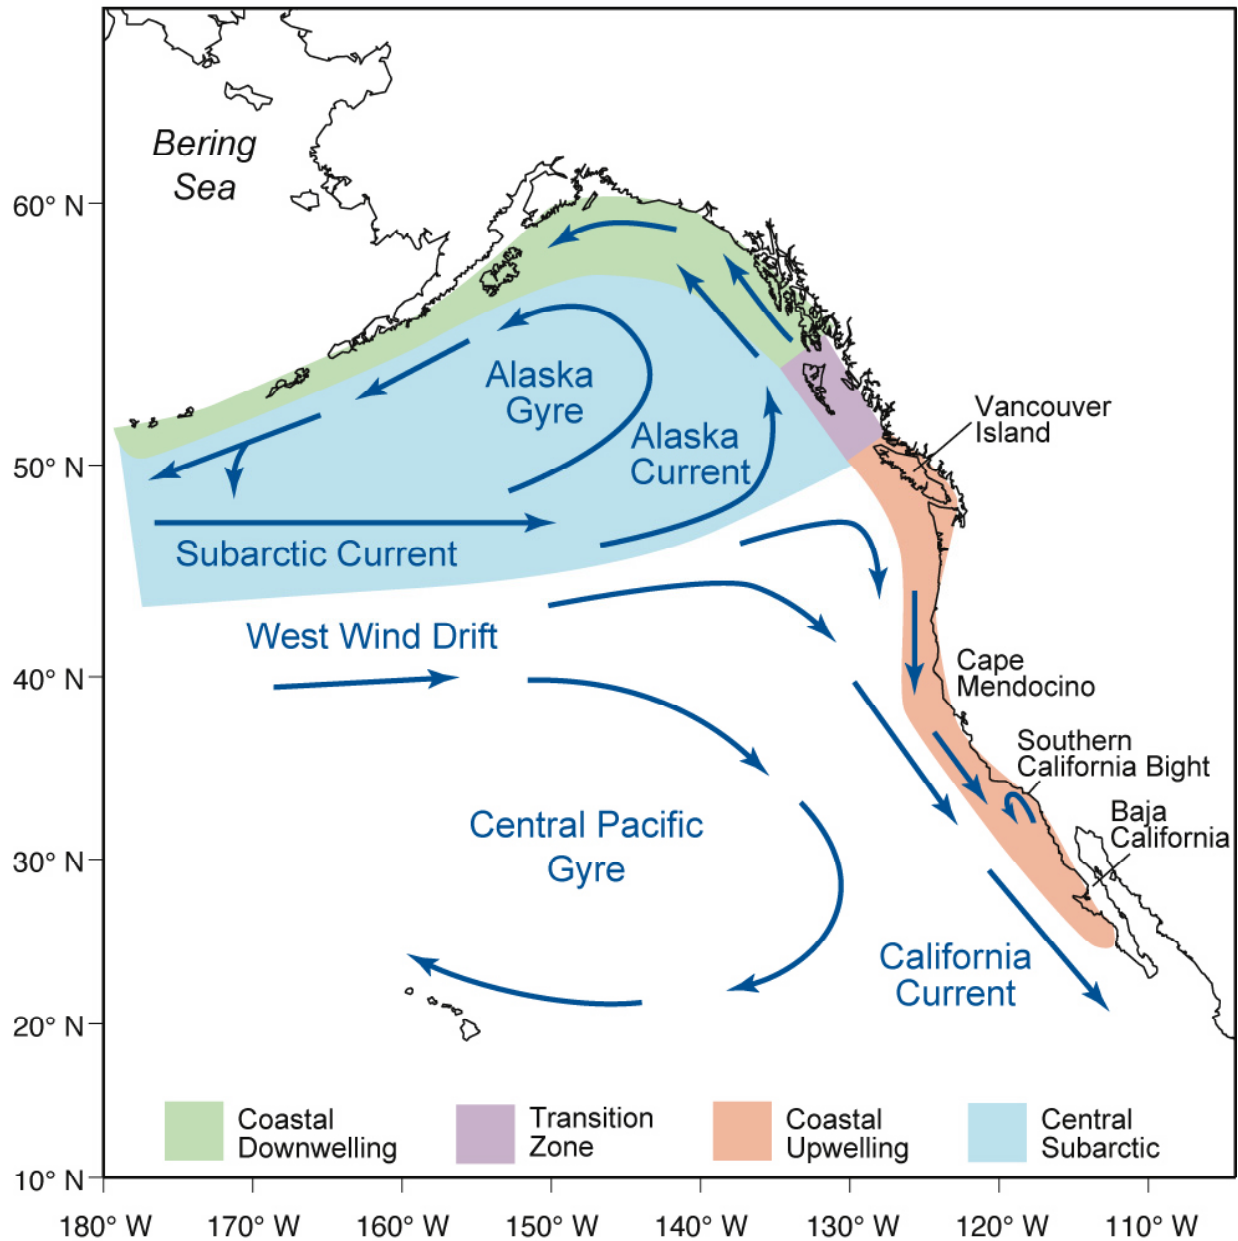 Bering
Sea
60° N
50° N
40° N
30° N
20° N
10° N
Alaska
Gyre
Alaska
Current
Subarctic Current
West Wind Drift
Central Pacific
Gyre
California
Current
Vancouver
Island
Cape
Mendocino
Southern
California Bight
Baja
California
Coastal
Downwelling
Transition
Zone
Coastal
Upwelling
Central
Subarctic
180° W
170° W
160° W
150° W
140° W
130° W
120° W
110° W